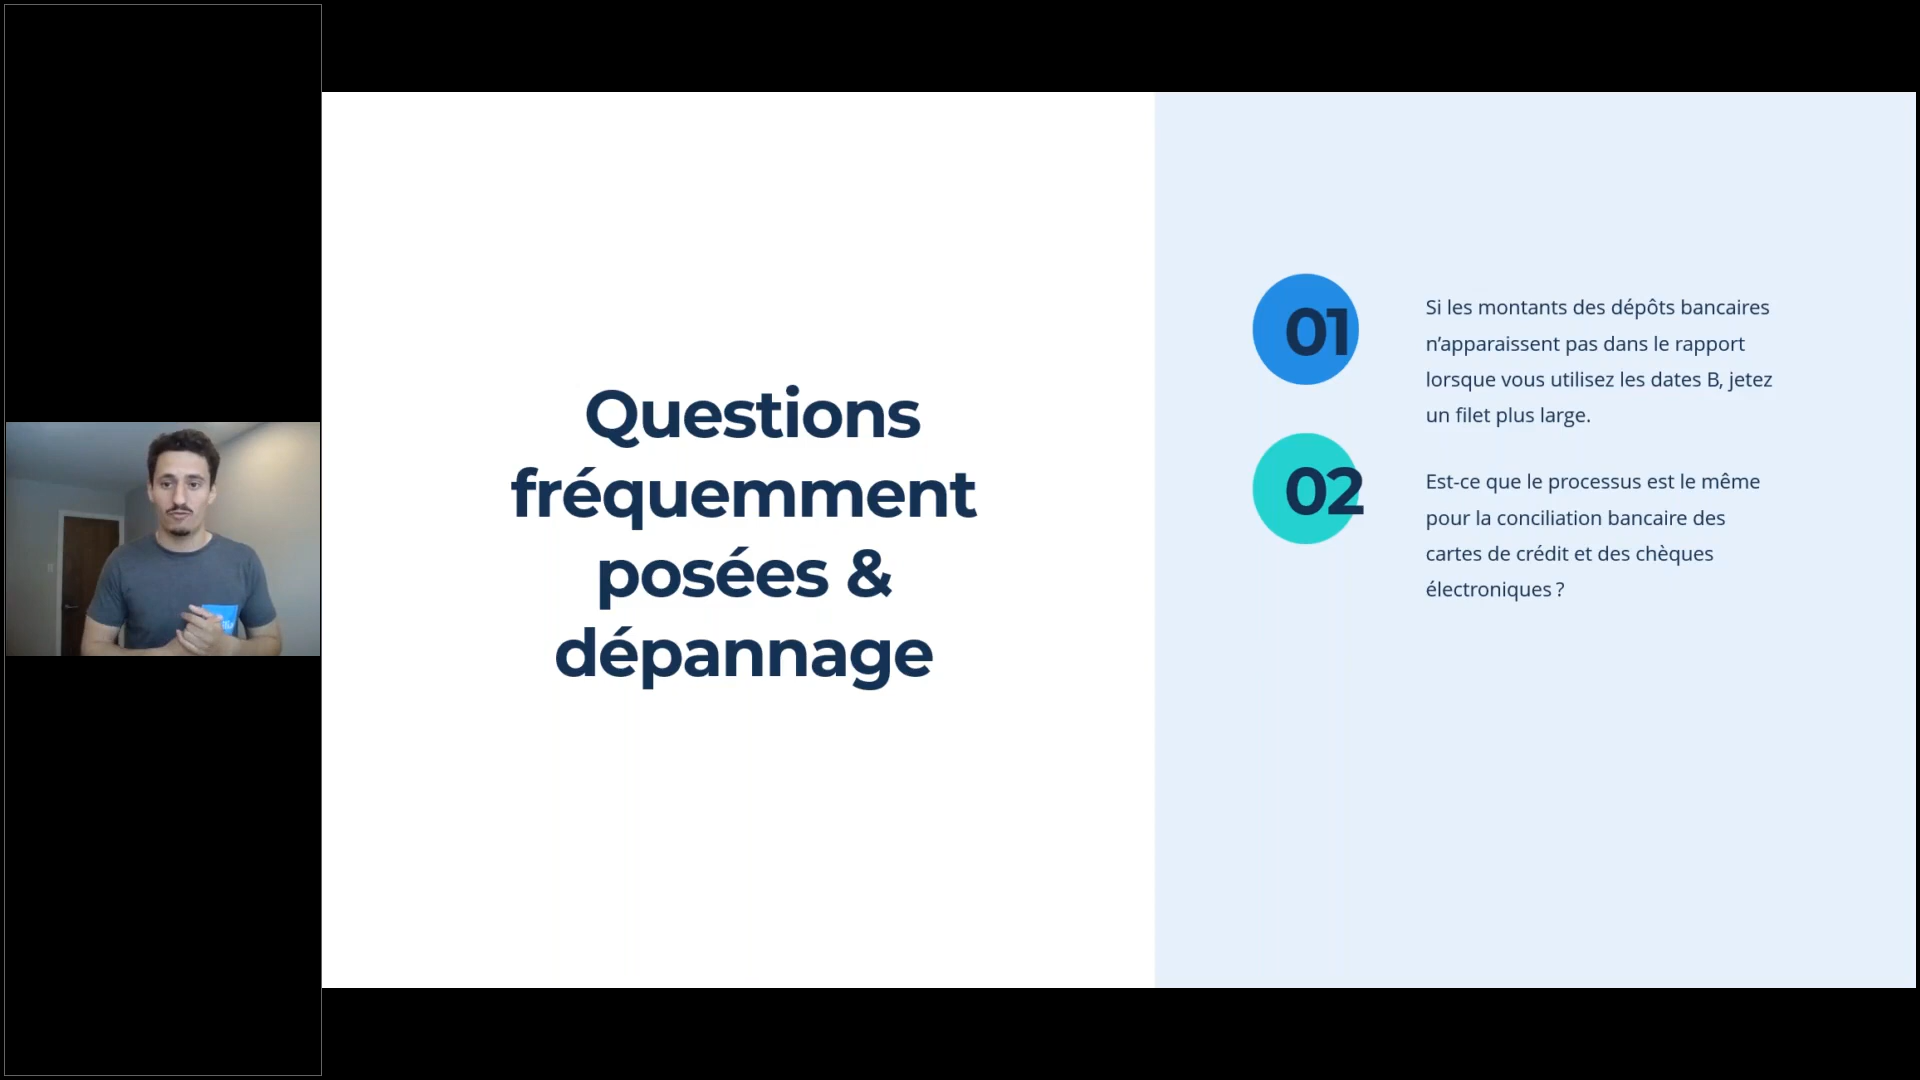 Questions
fréquemment
posées &
dépannage
01
Si les montants des dépôts bancaires
n’apparaissent pas dans le rapport
lorsque vous utilisez les dates B, jetez
un filet plus large.
02
Est-ce que le processus est le même
pour la conciliation bancaire des
cartes de crédit et des chèques
électroniques ?